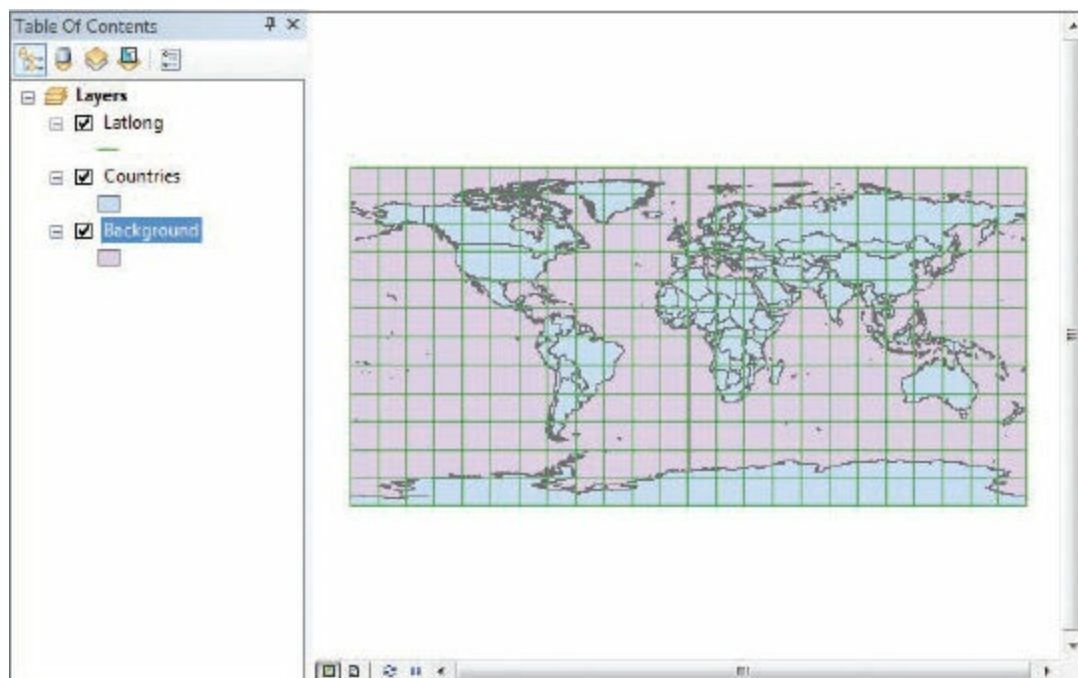 Table Of Contents
Layers
Latlong
Countries
Background